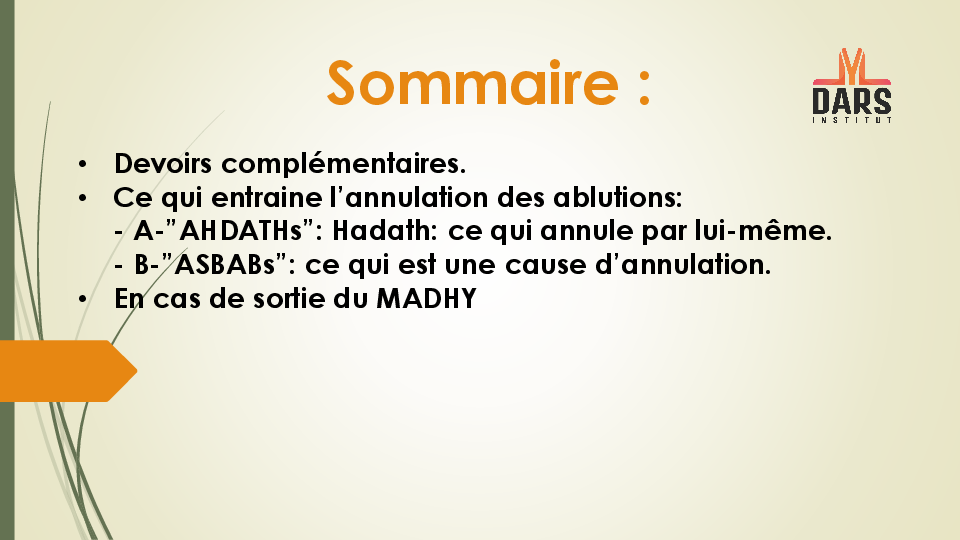 Sommaire :
DARS
INSTITUT
• Devoirs complémentaires.
• Ce qui entraine l’annulation des ablutions:
- A-”AHDATHs”: Hadath: ce qui annule par lui-même.
- B-”ASBABs”: ce qui est une cause d’annulation.
• En cas de sortie du MADHY